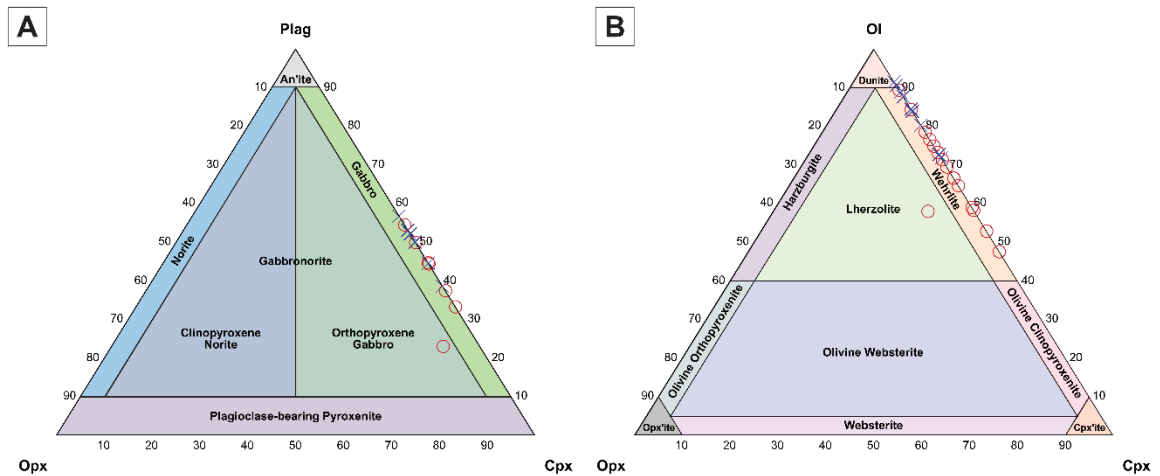 A
Plag
An'ite
10
90
20
80
30
70
Gabbro
40
60
50
50
Norite
Gabbronorite
60
40
70
30
Clinopyroxene
Norite
Orthopyroxene
Gabbro
80
20
90
10
Plagioclase-bearing Pyroxenite
10
20
30
40
50
60
70
80
90
Opx
Cpx
B
Ol
Dunite
10
90
20
80
30
70
Harzburgite
Wehrlite
Lherzolite
40
60
50
50
60
40
70
30
Olivine Orthopyroxenite
Olivine Clinopyroxenite
Olivine Websterite
80
20
90
10
Opx'ite
Websterite
Cpx'ite
10
20
30
40
50
60
70
80
90
Opx
Cpx